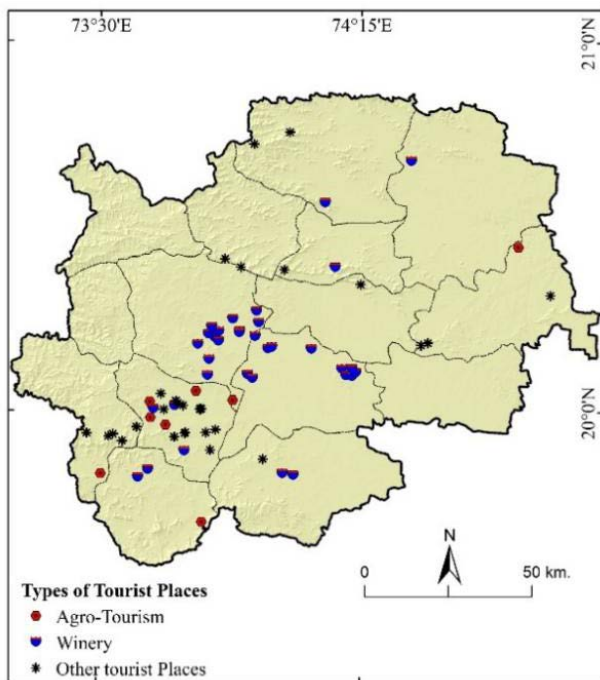 73°30'E
74°15'E
21°0'N
20°0'N
N
0
50 km.
Types of Tourist Places
Agro-Tourism
Winery
Other tourist Places